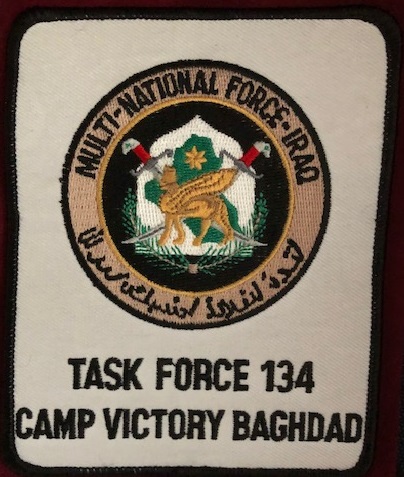 MULTI-NATIONAL FORCE-IRAQ
TASK FORCE 134
CAMP VICTORY BAGHDAD